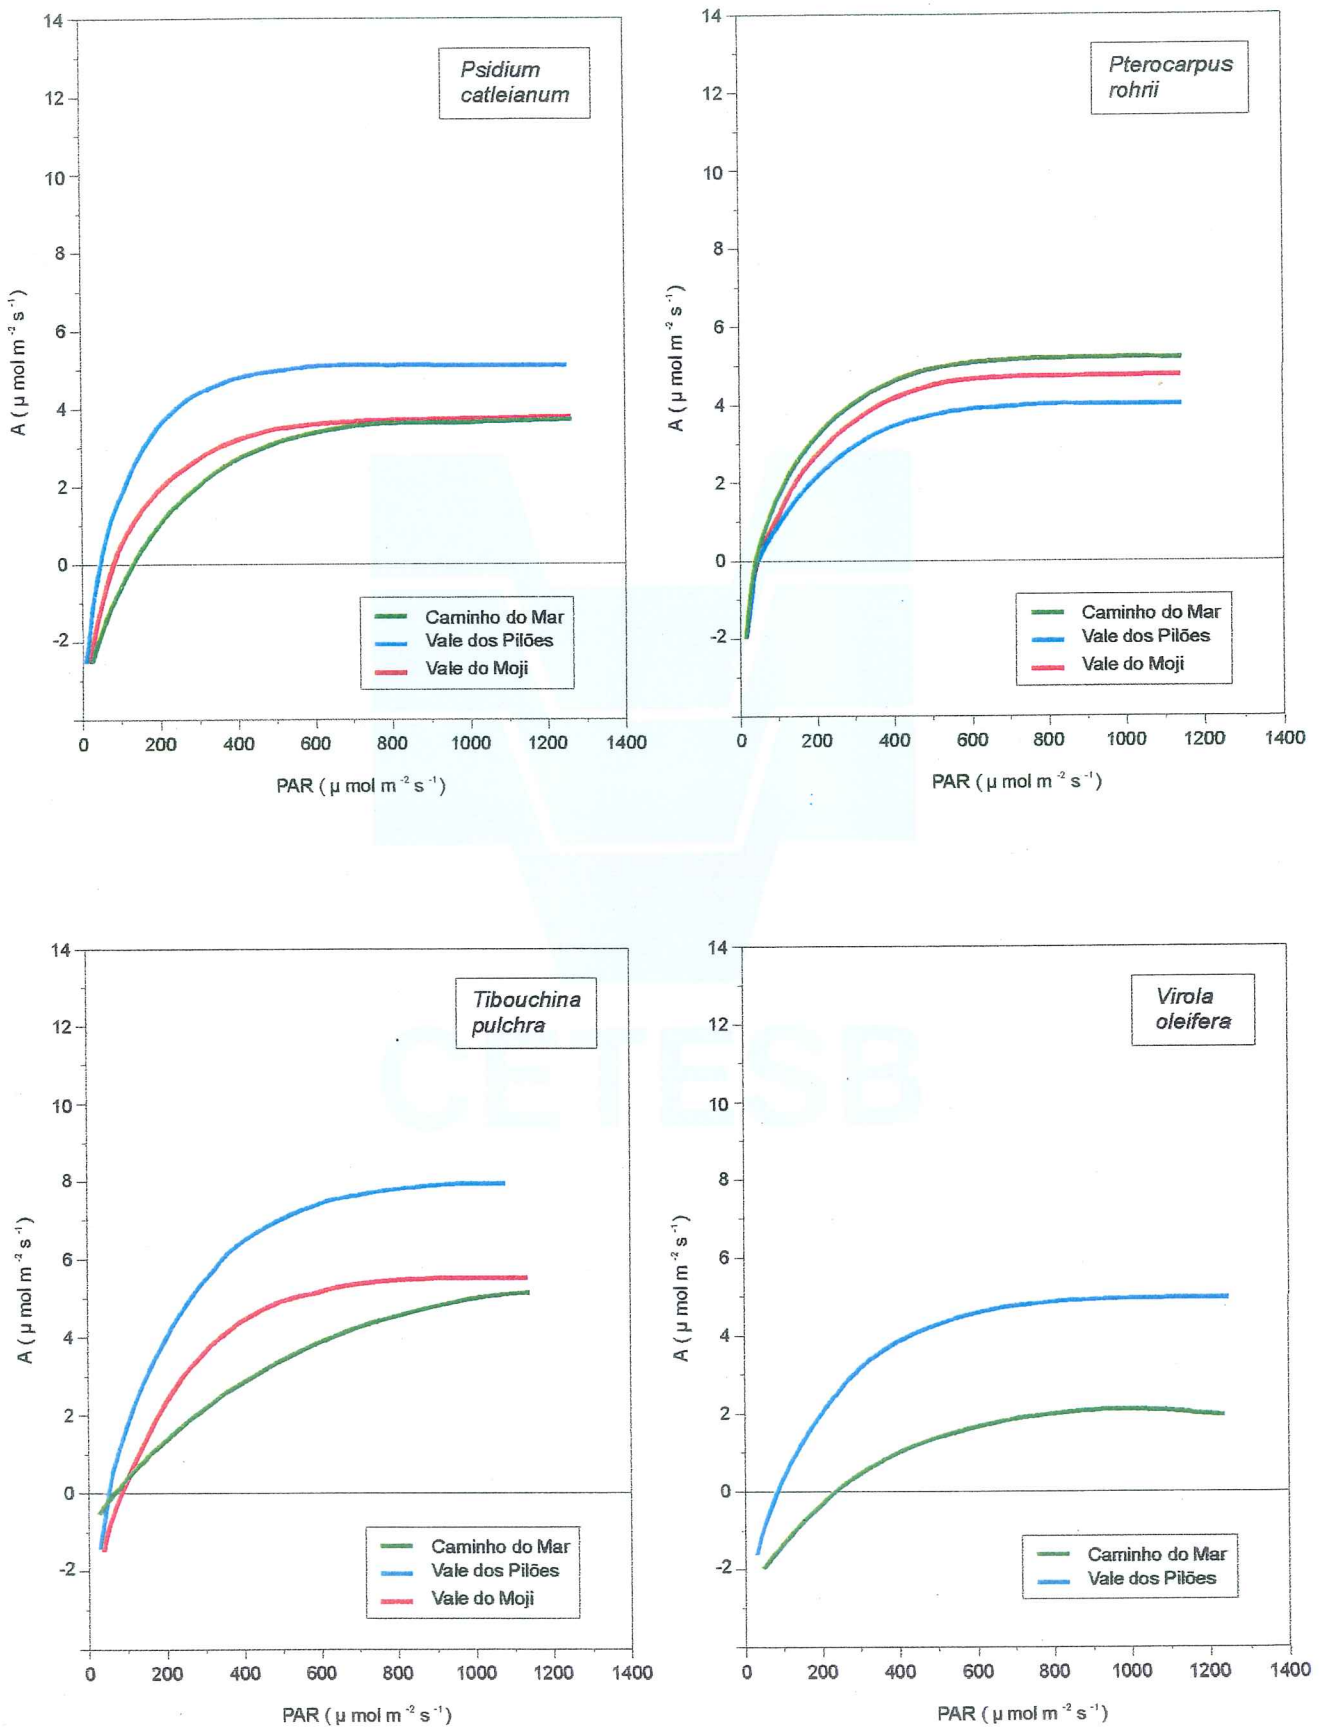 14
12
10
8
6
4
2
0
-2
A ( μ mol m -2 s -1)
Psidium
catleianum
Caminho do Mar
Vale dos Pilões
Vale do Moji
0 200 400 600 800 1000 1200 1400
PAR ( μ mol m -2 s -1)
14
12
10
8
6
4
2
0
-2
A ( μ mol m -2 s -1)
Pterocarpus
rohrii
Caminho do Mar
Vale dos Pilões
Vale do Moji
0 200 400 600 800 1000 1200 1400
PAR ( μ mol m -2 s -1)
14
12
10
8
6
4
2
0
-2
A ( μ mol m -2 s -1)
Tibouchina
pulchra
Caminho do Mar
Vale dos Pilões
Vale do Moji
0 200 400 600 800 1000 1200 1400
PAR ( μ mol m -2 s -1)
14
12
10
8
6
4
2
0
-2
A ( μ mol m -2 s -1)
Virola
oleifera
Caminho do Mar
Vale dos Pilões
0 200 400 600 800 1000 1200 1400
PAR ( μ mol m -2 s -1)
CETESB